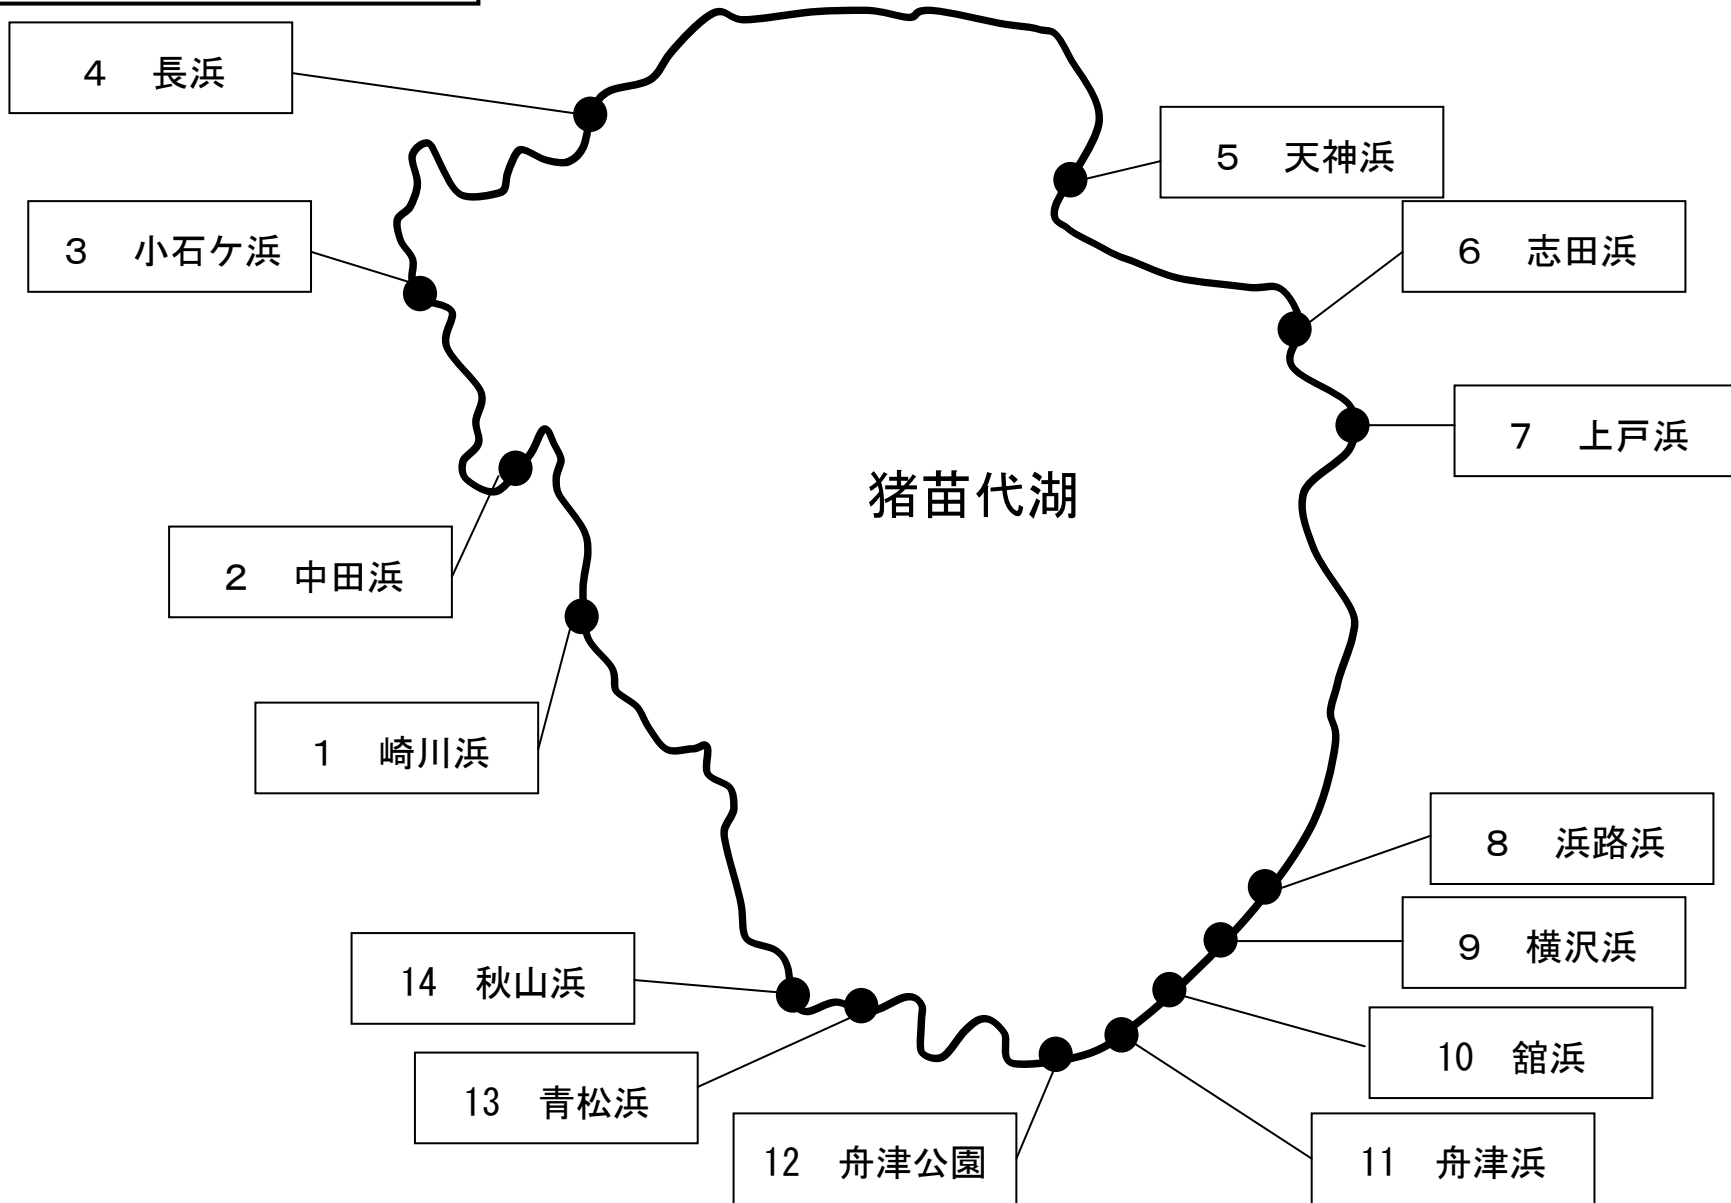 4 長浜
5 天神浜
3 小石ケ浜
6 志田浜
7 上戸浜
猪苗代湖
2 中田浜
1 崎川浜
8 浜路浜
9 横沢浜
14 秋山浜
10 舘浜
13 青松浜
12 舟津公園
11 舟津浜